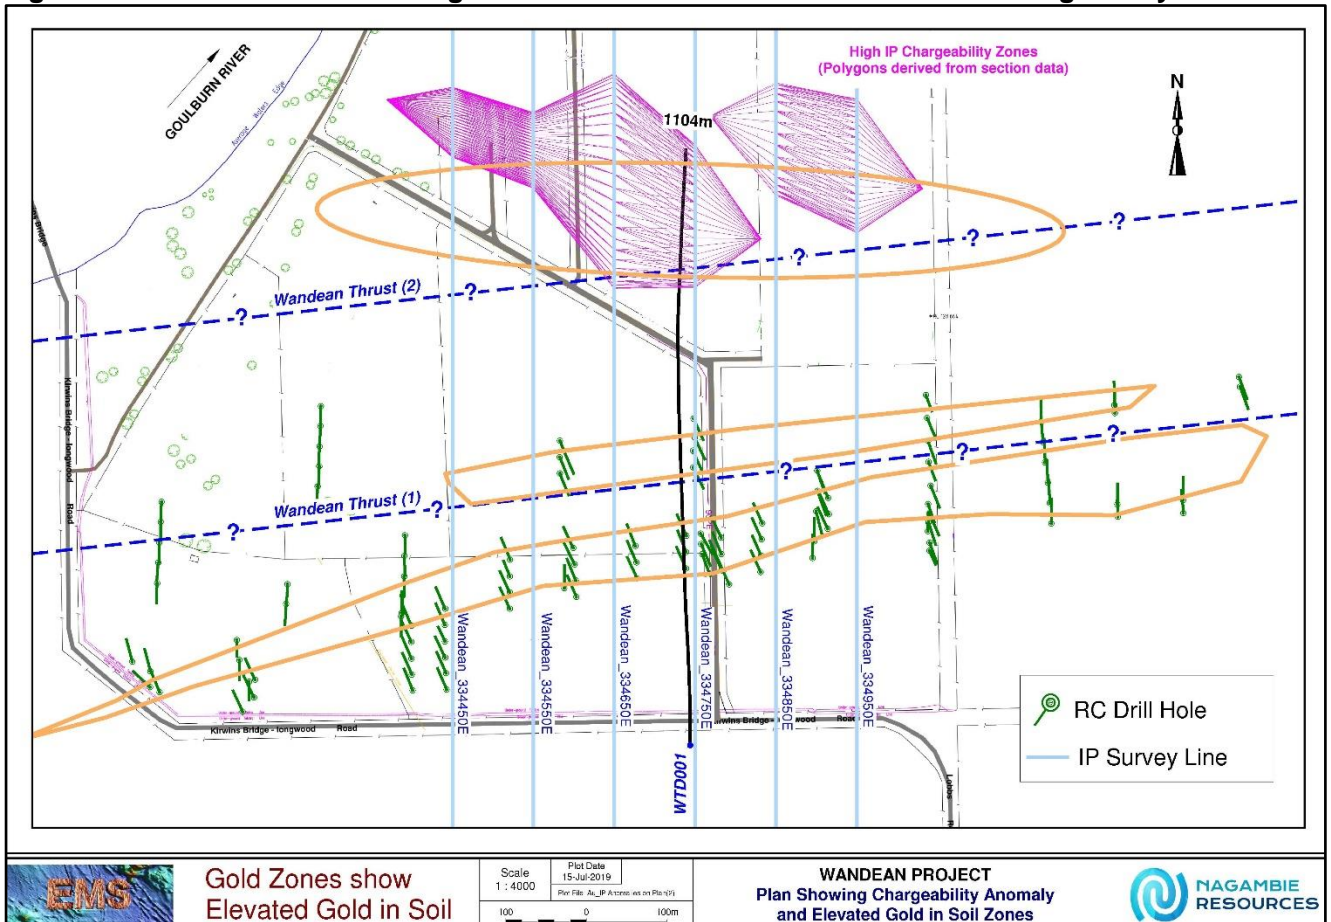 High IP Chargeability Zones
(Polygons derived from section data)
GOULBURN RIVER
N
1104m
Wandean Thrust (2)
?
?
?
?
?
Wandean Thrust (1)
?
?
?
?
?
Kirwins Bridge - longwood
Road
Wandean_334450E
Wandean_334550E
Wandean_334650E
Wandean_334750E
Wandean_334850E
Wandean_334950E
Kirwins Bridge - longwood Road
WTD001
RC Drill Hole
IP Survey Line
EMS
Gold Zones show
Elevated Gold in Soil
Scale
1 : 4000
Plot Date
15-Jul-2019
100 0 100m
WANDEAN PROJECT
Plan Showing Chargeability Anomaly
and Elevated Gold in Soil Zones
NAGAMBIE
RESOURCES